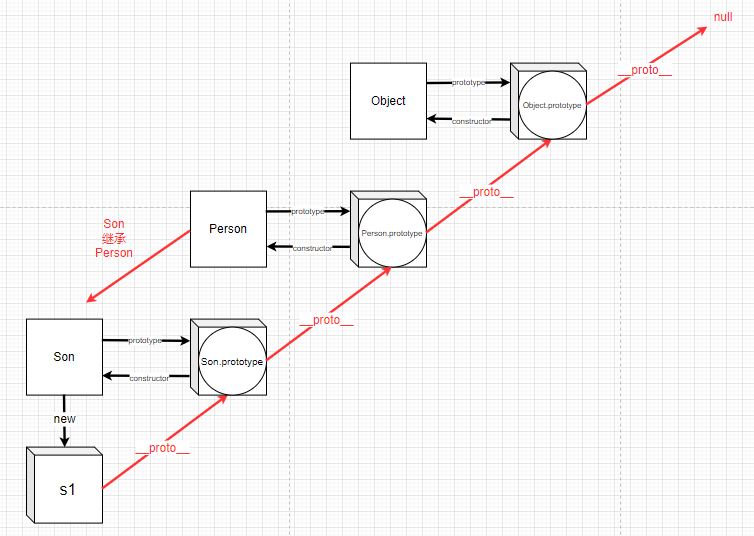 null
__proto__
Object
prototype
constructor
Object.prototype
__proto__
Son
继承
Person
Person
prototype
constructor
Person.prototype
__proto__
Son
prototype
constructor
Son.prototype
new
__proto__
s1